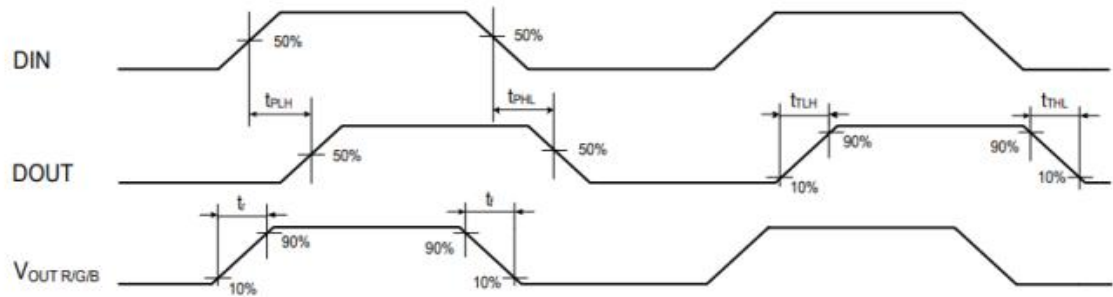 DIN
50%
50%
tPLH
tPHL
tTLH
tTHL
DOUT
50%
50%
90%
10%
90%
10%
tr
tf
VOUT R/G/B
90%
10%
90%
10%